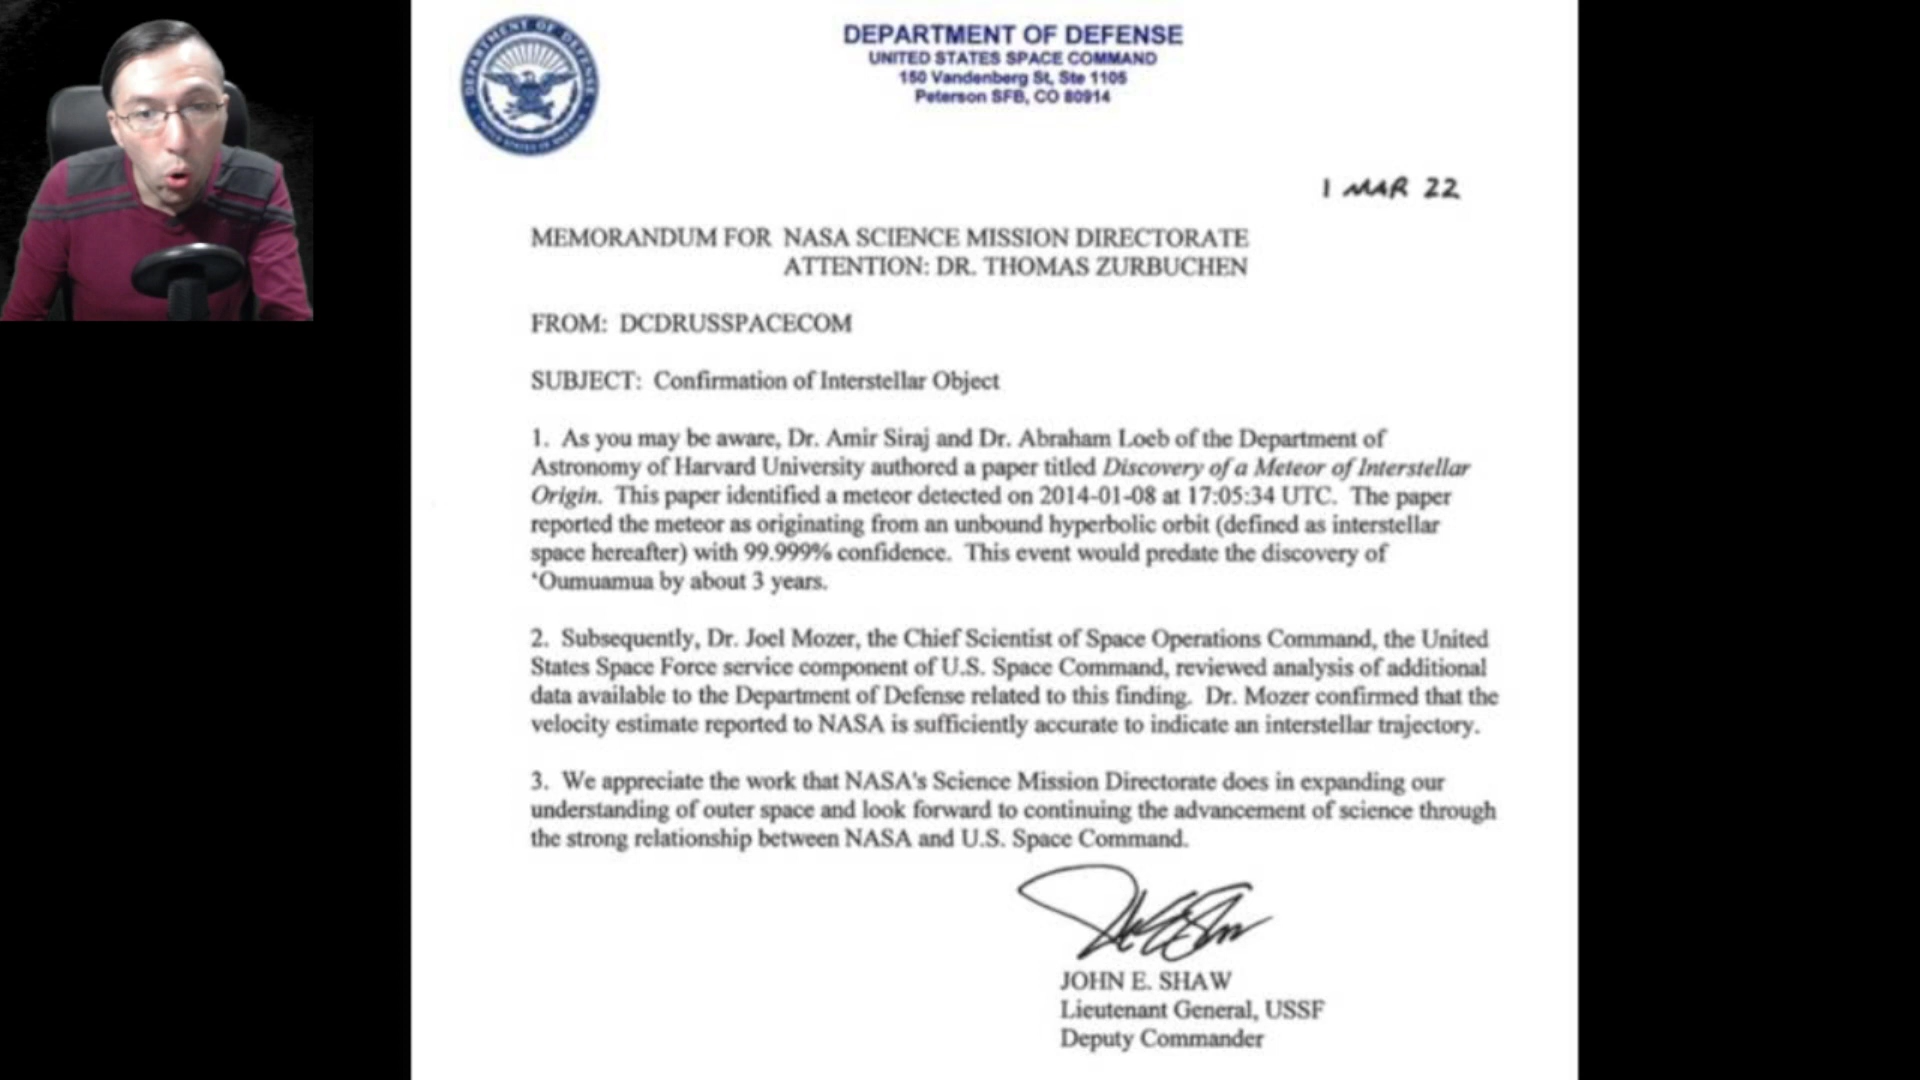 DEPARTMENT OF DEFENSE
UNITED STATES OF AMERICA
DEPARTMENT OF DEFENSE
UNITED STATES SPACE COMMAND
150 Vandenberg St, Ste 1105
Peterson SFB, CO 80914
1 MAR 22
MEMORANDUM FOR NASA SCIENCE MISSION DIRECTORATE
ATTENTION: DR. THOMAS ZURBUCHEN
FROM: DCDRUSSPACECOM
SUBJECT: Confirmation of Interstellar Object
1. As you may be aware, Dr. Amir Siraj and Dr. Abraham Loeb of the Department of
Astronomy of Harvard University authored a paper titled Discovery of a Meteor of Interstellar
Origin. This paper identified a meteor detected on 2014-01-08 at 17:05:34 UTC. The paper
reported the meteor as originating from an unbound hyperbolic orbit (defined as interstellar
space hereafter) with 99.999% confidence. This event would predate the discovery of
‘Oumuamua by about 3 years.
2. Subsequently, Dr. Joel Mozer, the Chief Scientist of Space Operations Command, the United
States Space Force service component of U.S. Space Command, reviewed analysis of additional
data available to the Department of Defense related to this finding. Dr. Mozer confirmed that the
velocity estimate reported to NASA is sufficiently accurate to indicate an interstellar trajectory.
3. We appreciate the work that NASA's Science Mission Directorate does in expanding our
understanding of outer space and look forward to continuing the advancement of science through
the strong relationship between NASA and U.S. Space Command.
JOHN E. SHAW
Lieutenant General, USSF
Deputy Commander